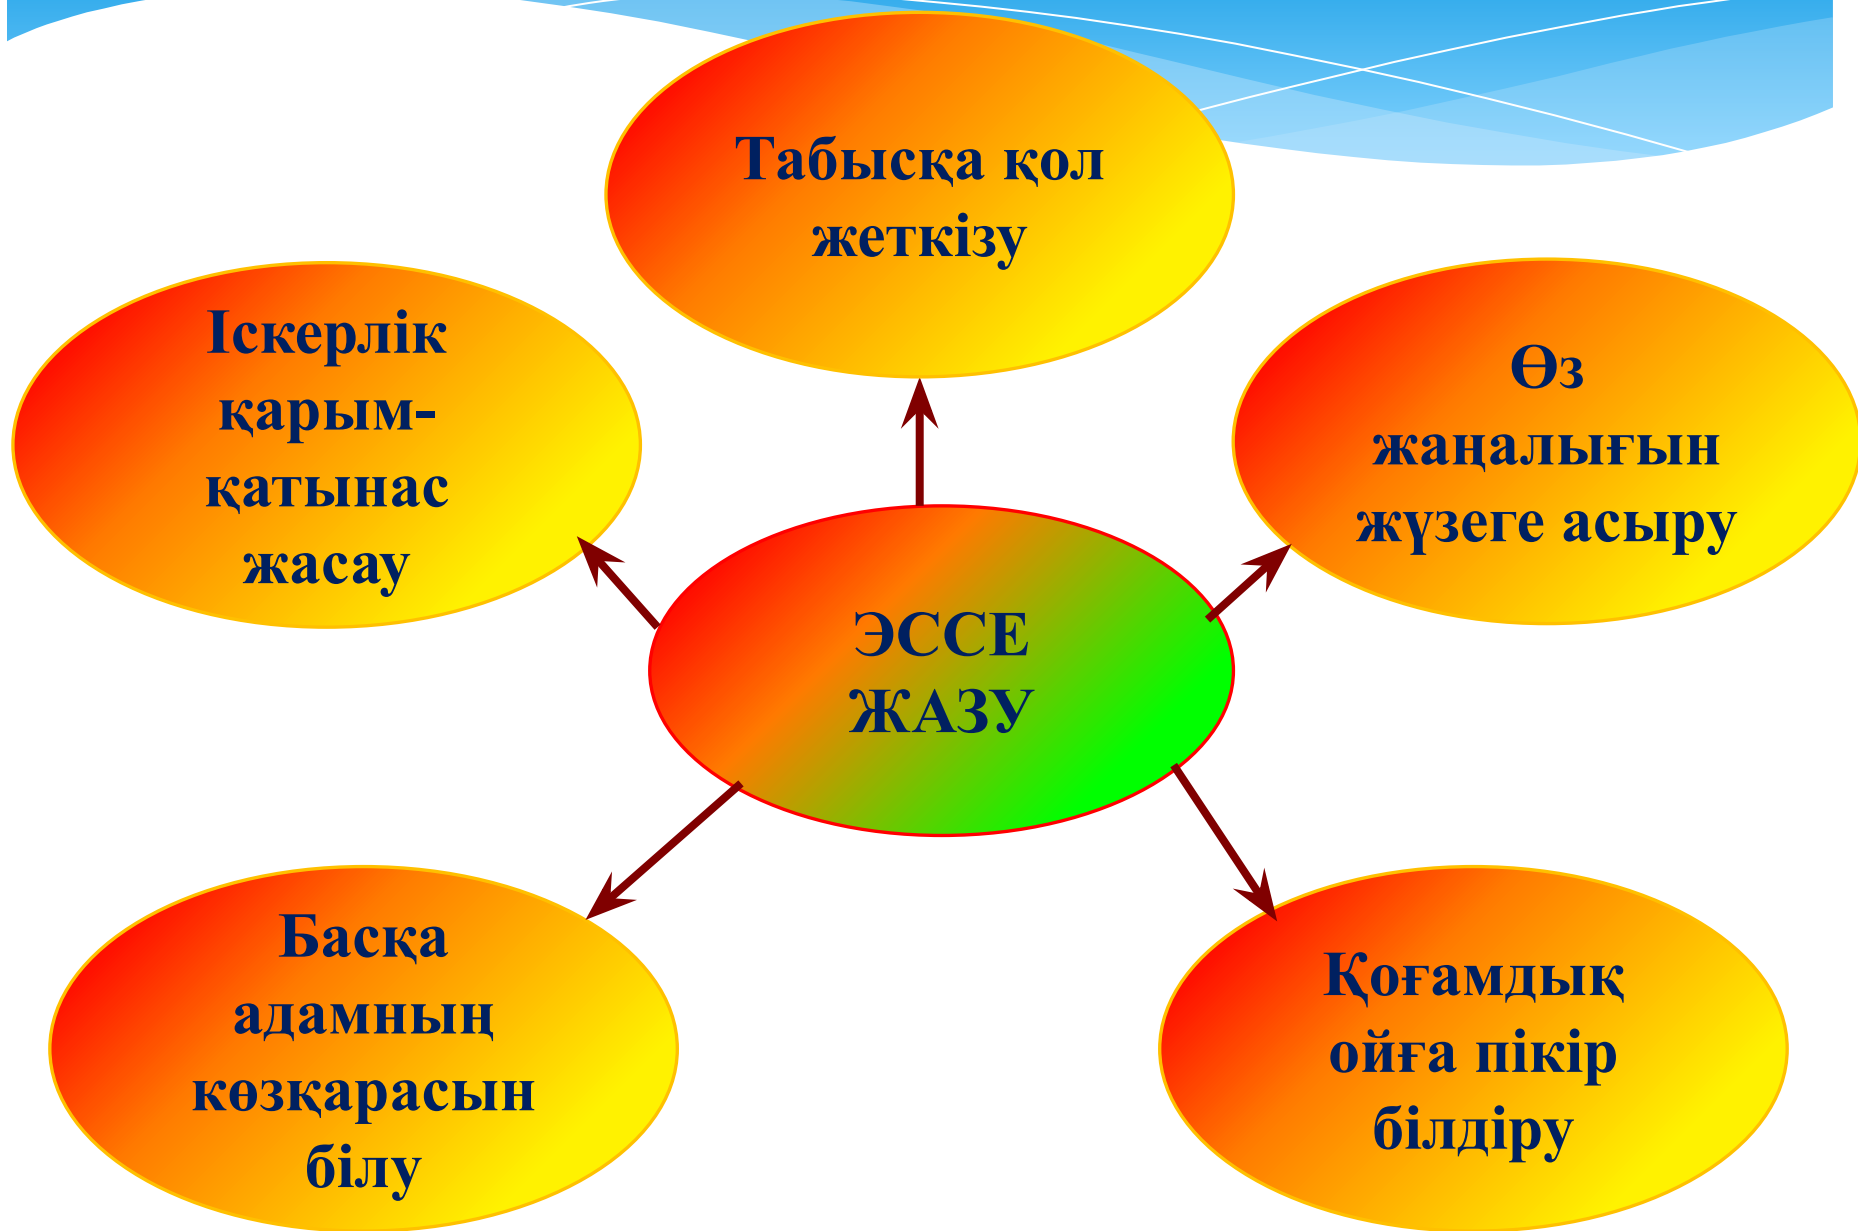 Табысқа қол
жеткізу
Іскерлік
қарым-
қатынас
жасау
Өз
жаңалығын
жүзеге асыру
ЭССЕ
ЖАЗУ
Басқа
адамның
көзқарасын
білу
Қоғамдық
ойға пікір
білдіру